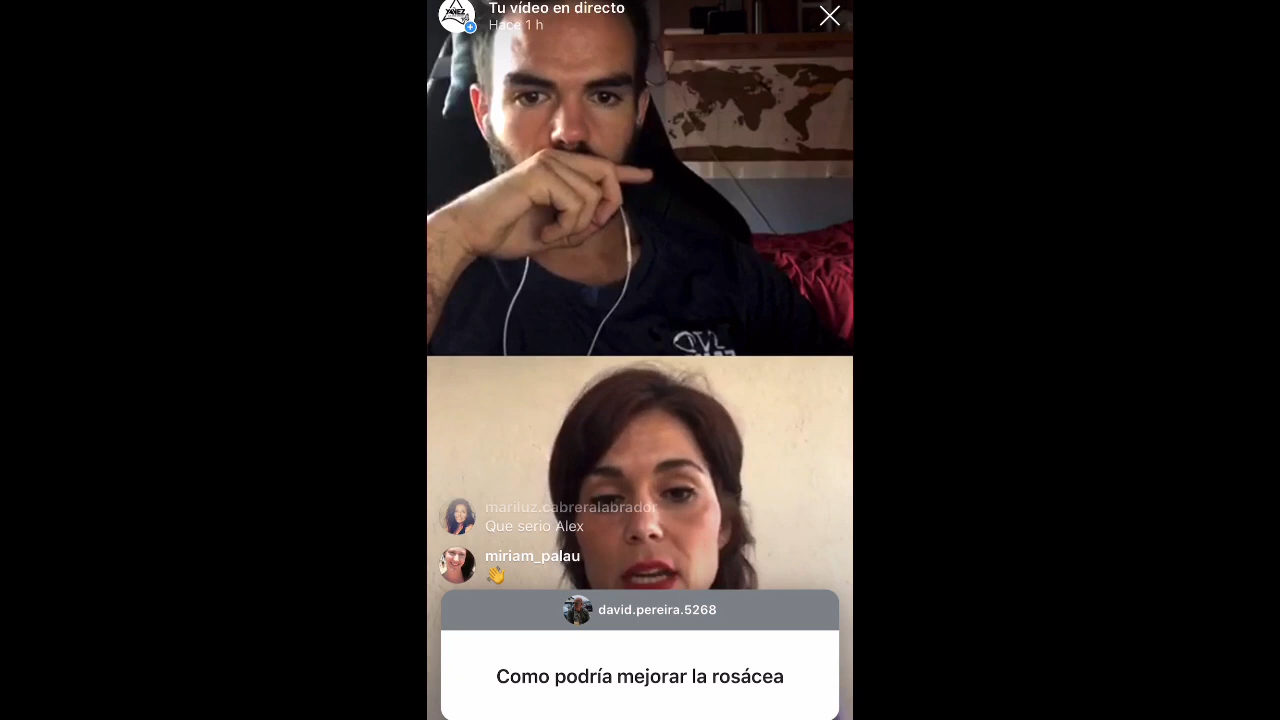 YAÑEZ
Tu vídeo en directo
Hace 1 h
mariluz.cabreralabrador
Que serio Alex
miriam_palau
👋
david.pereira.5268
Como podría mejorar la rosácea